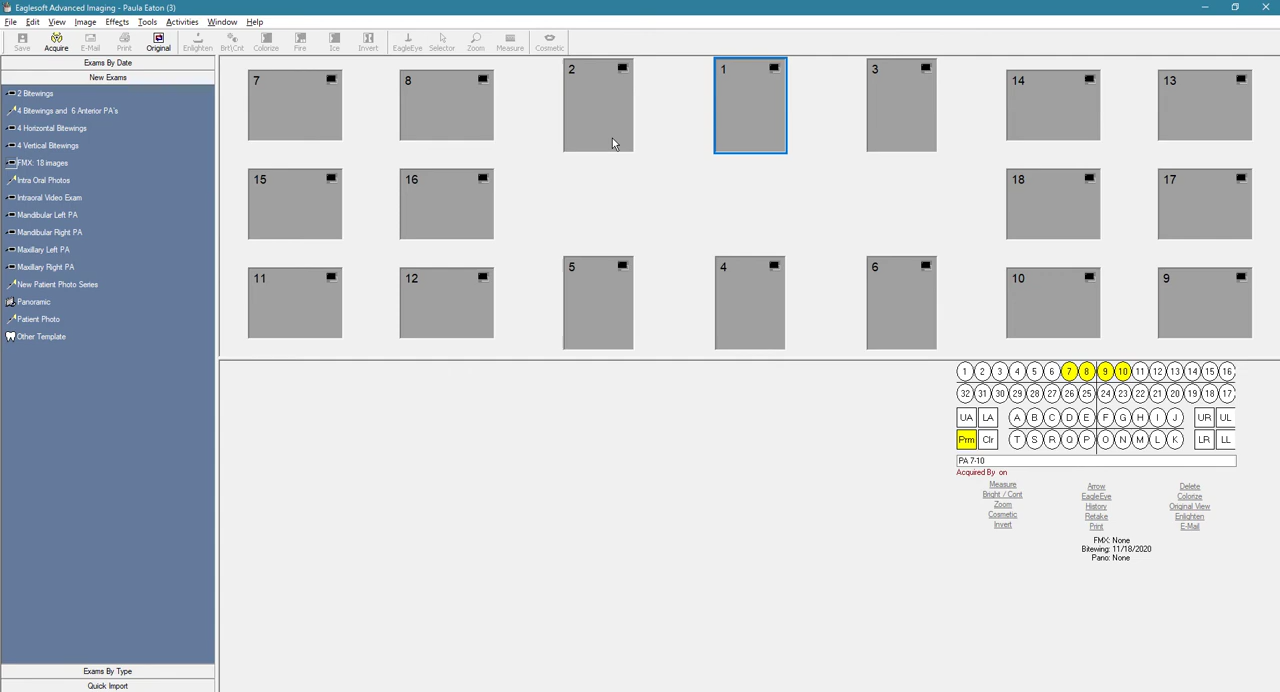 Eaglesoft Advanced Imaging - Paula Eaton (3)
File Edit View Image Effects Tools Activities Window Help
Save Acquire E-Mail Print Original Enlighten Brt\Cnt Colorize Fire Ice Invert EagleEye Selector Zoom Measure Cosmetic
Exams By Date
New Exams
2 Bitewings
4 Bitewings and 6 Anterior PA's
4 Horizontal Bitewings
4 Vertical Bitewings
FMX: 18 images
Intra Oral Photos
Intraoral Video Exam
Mandibular Left PA
Mandibular Right PA
Maxillary Left PA
Maxillary Right PA
New Patient Photo Series
Panoramic
Patient Photo
Other Template
Exams By Type
Quick Import
7 8 2 1 3 14 13
15 16 18 17
11 12 5 4 6 10 9
1 2 3 4 5 6 7 8 9 10 11 12 13 14 15 16
32 31 30 29 28 27 26 25 24 23 22 21 20 19 18 17
UA LA A B C D E F G H I J UR UL
Prm Clr T S R Q P O N M L K LR LL
PA 7-10
Acquired By on
Measure Arrow Delete
Bright / Cont EagleEye Colorize
Zoom History Original View
Cosmetic Retake Enlighten
Invert Print E-Mail
FMX: None
Bitewing: 11/18/2020
Pano: None